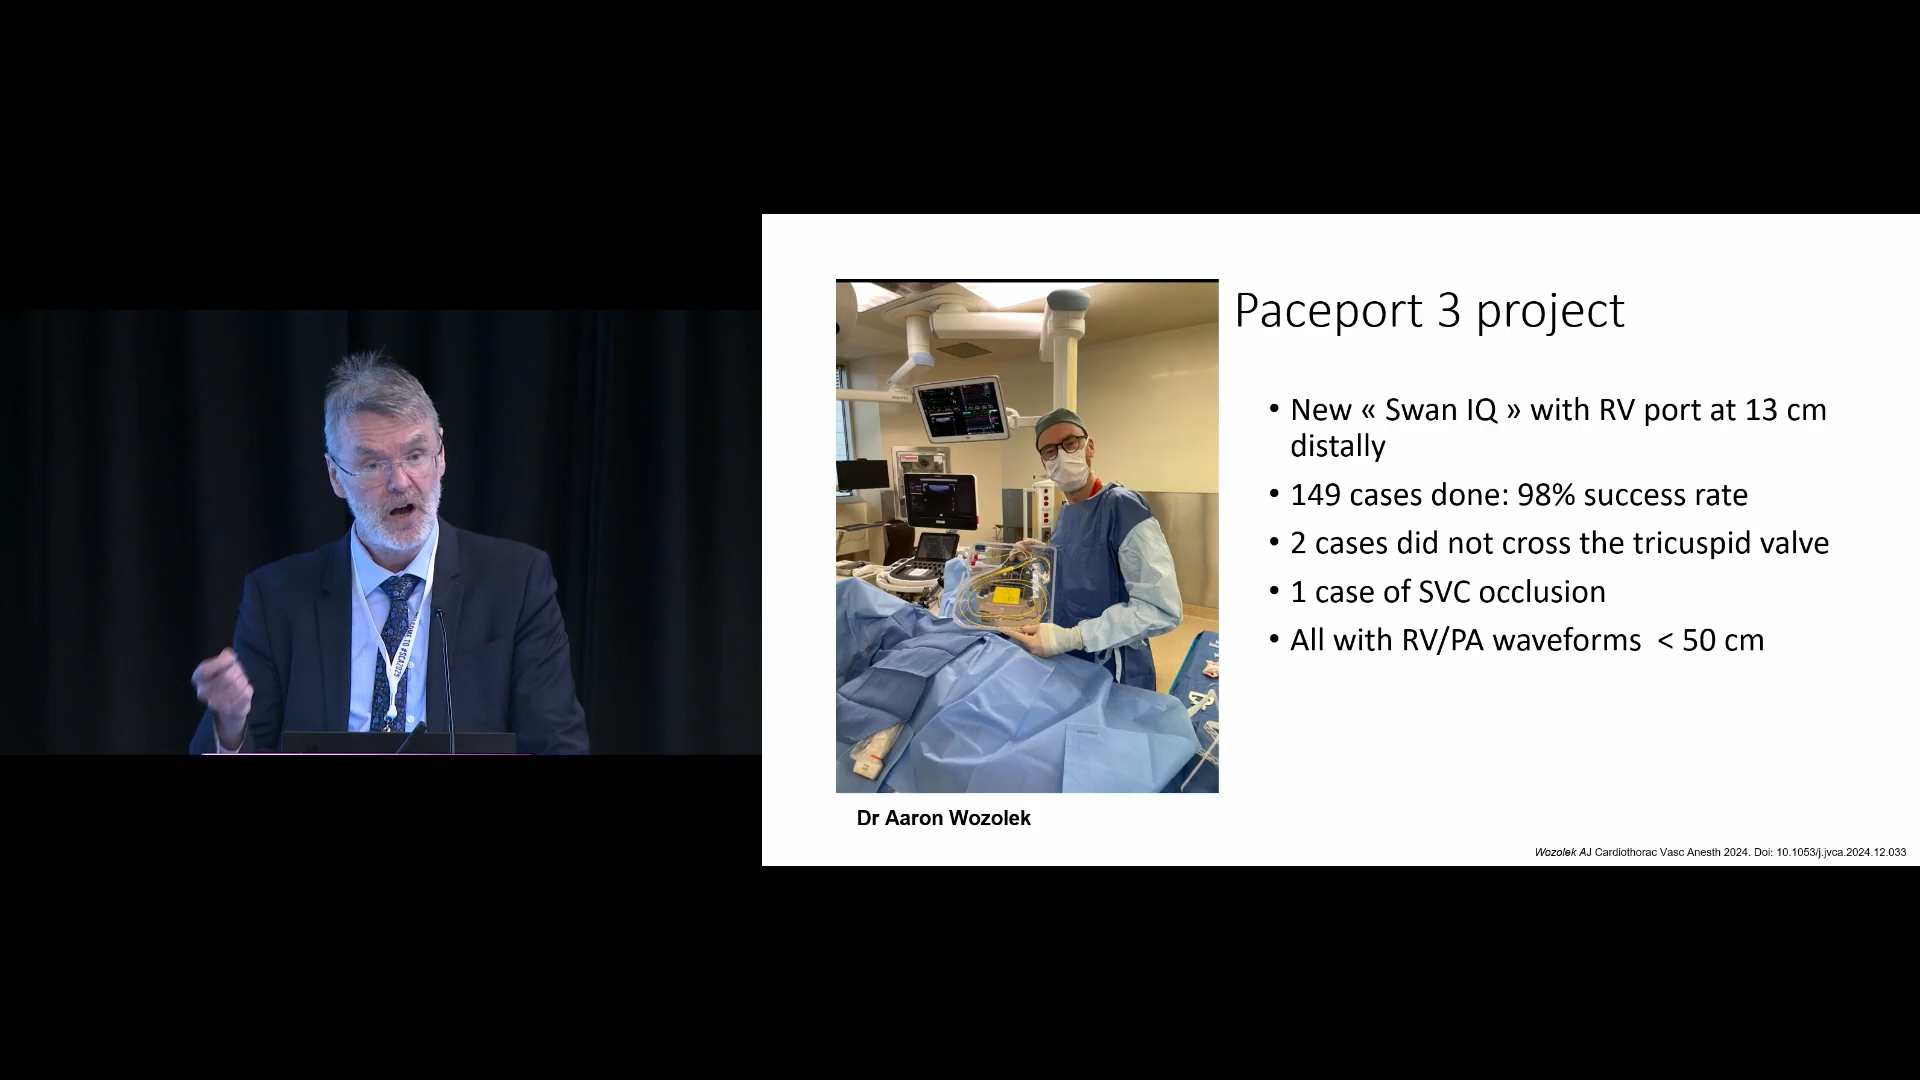 Paceport 3 project
• New « Swan IQ » with RV port at 13 cm
distally
• 149 cases done: 98% success rate
• 2 cases did not cross the tricuspid valve
• 1 case of SVC occlusion
• All with RV/PA waveforms < 50 cm
Dr Aaron Wozolek
Wozolek AJ Cardiothorac Vasc Anesth 2024. Doi: 10.1053/j.jvca.2024.12.033
#SCA2025